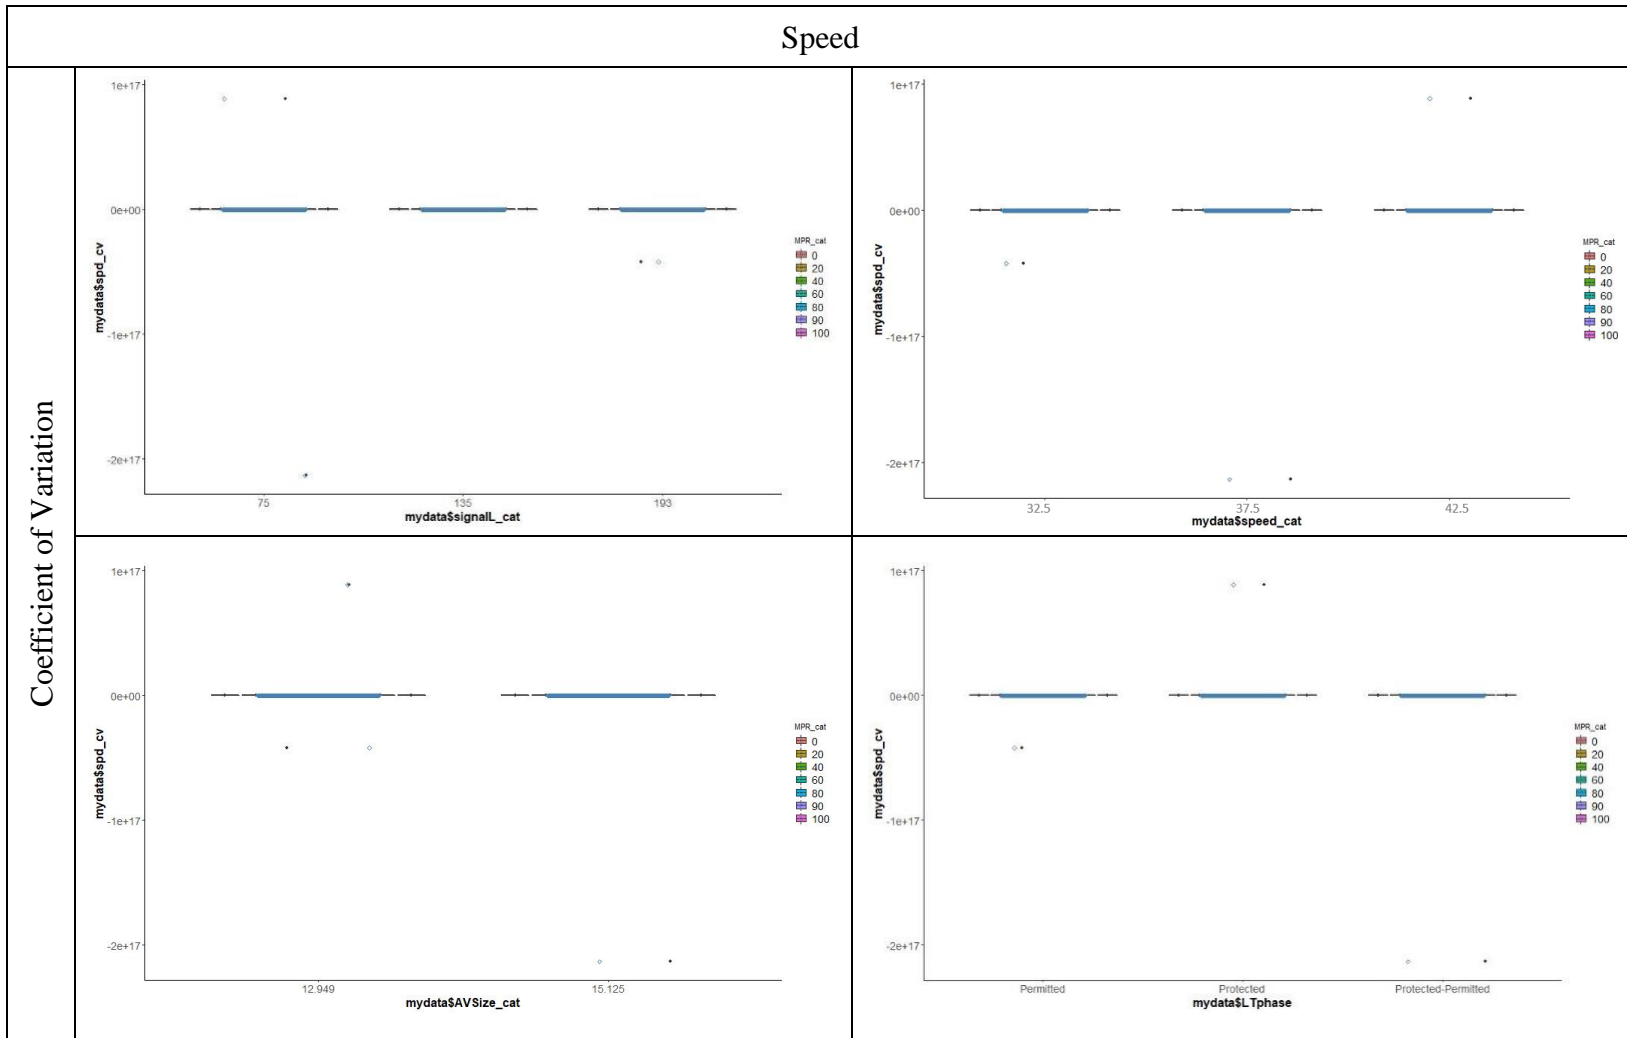 Speed
Coefficient of Variation
1e+17
0e+00
-1e+17
-2e+17
mydata$spd_cv
75
135
193
mydata$signalL_cat
MPR_cat
0
20
40
60
80
90
100
1e+17
0e+00
-1e+17
-2e+17
mydata$spd_cv
32.5
37.5
42.5
mydata$speed_cat
MPR_cat
0
20
40
60
80
90
100
1e+17
0e+00
-1e+17
-2e+17
mydata$spd_cv
12.949
15.125
mydata$AVSize_cat
MPR_cat
0
20
40
60
80
90
100
1e+17
0e+00
-1e+17
-2e+17
mydata$spd_cv
Permitted
Protected
Protected-Permitted
mydata$LTphase
MPR_cat
0
20
40
60
80
90
100